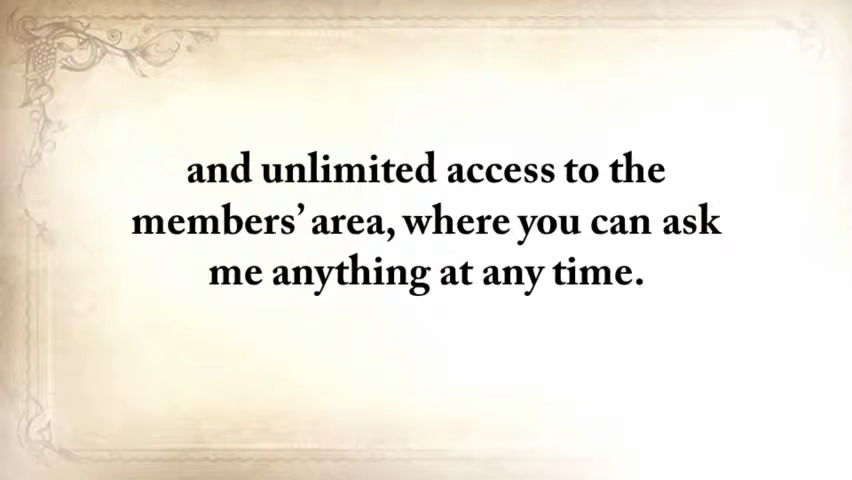 and unlimited access to the
members’ area, where you can ask
me anything at any time.